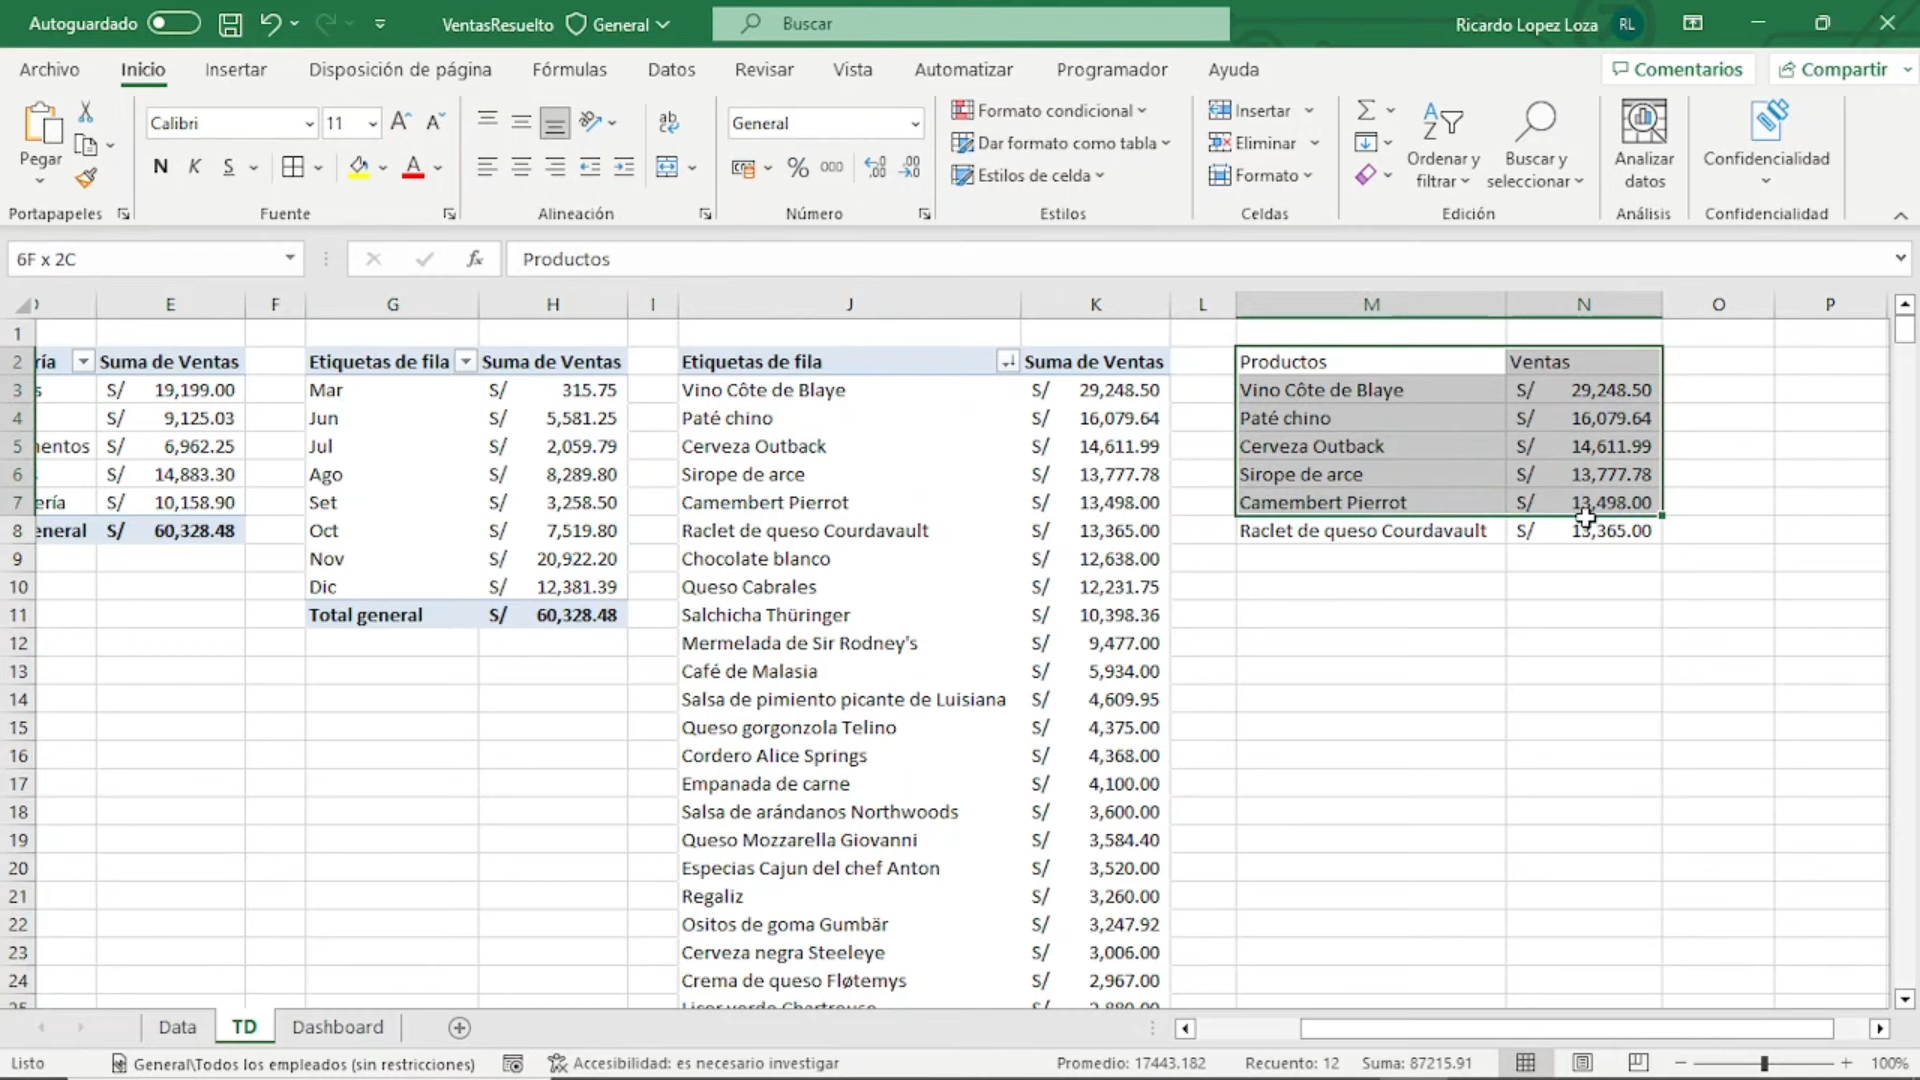 Autoguardado VentasResuelto General Buscar Ricardo Lopez Loza RL
Archivo Inicio Insertar Disposición de página Fórmulas Datos Revisar Vista Automatizar Programador Ayuda Comentarios Compartir
Pegar
Portapapeles
Calibri 11
N K S
Fuente
ab
Alineación
General
% 000
Número
Formato condicional
Dar formato como tabla
Estilos de celda
Estilos
Insertar
Eliminar
Formato
Celdas
Ordenar y
filtrar
Buscar y
seleccionar
Edición
Analizar
datos
Análisis
Confidencialidad
Confidencialidad
6F x 2C fx Productos
E F G H I J K L M N O P
1
2 ría Suma de Ventas Etiquetas de fila Suma de Ventas Etiquetas de fila Suma de Ventas Productos Ventas
3 s S/ 19,199.00 Mar S/ 315.75 Vino Côte de Blaye S/ 29,248.50 Vino Côte de Blaye S/ 29,248.50
4 S/ 9,125.03 Jun S/ 5,581.25 Paté chino S/ 16,079.64 Paté chino S/ 16,079.64
5 entos S/ 6,962.25 Jul S/ 2,059.79 Cerveza Outback S/ 14,611.99 Cerveza Outback S/ 14,611.99
6 S/ 14,883.30 Ago S/ 8,289.80 Sirope de arce S/ 13,777.78 Sirope de arce S/ 13,777.78
7 ería S/ 10,158.90 Set S/ 3,258.50 Camembert Pierrot S/ 13,498.00 Camembert Pierrot S/ 13,498.00
8 eneral S/ 60,328.48 Oct S/ 7,519.80 Raclet de queso Courdavault S/ 13,365.00 Raclet de queso Courdavault S/ 13,365.00
9 Nov S/ 20,922.20 Chocolate blanco S/ 12,638.00
10 Dic S/ 12,381.39 Queso Cabrales S/ 12,231.75
11 Total general S/ 60,328.48 Salchicha Thüringer S/ 10,398.36
12 Mermelada de Sir Rodney's S/ 9,477.00
13 Café de Malasia S/ 5,934.00
14 Salsa de pimiento picante de Luisiana S/ 4,609.95
15 Queso gorgonzola Telino S/ 4,375.00
16 Cordero Alice Springs S/ 4,368.00
17 Empanada de carne S/ 4,100.00
18 Salsa de arándanos Northwoods S/ 3,600.00
19 Queso Mozzarella Giovanni S/ 3,584.40
20 Especias Cajun del chef Anton S/ 3,520.00
21 Regaliz S/ 3,260.00
22 Ositos de goma Gumbär S/ 3,247.92
23 Cerveza negra Steeleye S/ 3,006.00
24 Crema de queso Fløtemys S/ 2,967.00
Data TD Dashboard
Listo General\Todos los empleados (sin restricciones) Accesibilidad: es necesario investigar Promedio: 17443.182 Recuento: 12 Suma: 87215.91 100%